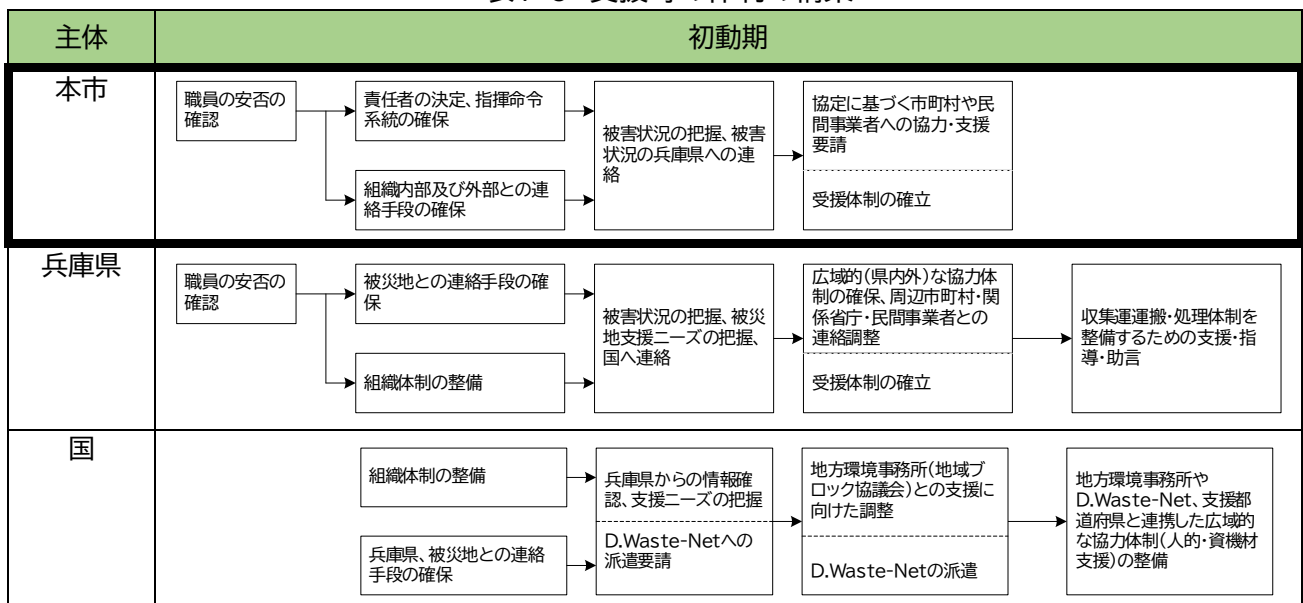 主体
初動期
本市
職員の安否の
確認
責任者の決定、指揮命令
系統の確保
組織内部及び外部との連
絡手段の確保
被害状況の把握、被害
状況の兵庫県への連
絡
協定に基づく市町村や民
間事業者への協力・支援
要請
受援体制の確立
兵庫県
職員の安否の
確認
被災地との連絡手段の確
保
組織体制の整備
被害状況の把握、被災
地支援ニーズの把握、
国へ連絡
広域的(県内外)な協力体
制の確保、周辺市町村・関
係省庁・民間事業者との
連絡調整
受援体制の確立
収集運運搬・処理体制を
整備するための支援・指
導・助言
国
組織体制の整備
兵庫県、被災地との連絡
手段の確保
兵庫県からの情報確
認、支援ニーズの把握
D.Waste-Netへの
派遣要請
地方環境事務所(地域ブ
ロック協議会)との支援に
向けた調整
D.Waste-Netの派遣
地方環境事務所や
D.Waste-Net、支援都
道府県と連携した広域的
な協力体制(人的・資機材
支援)の整備